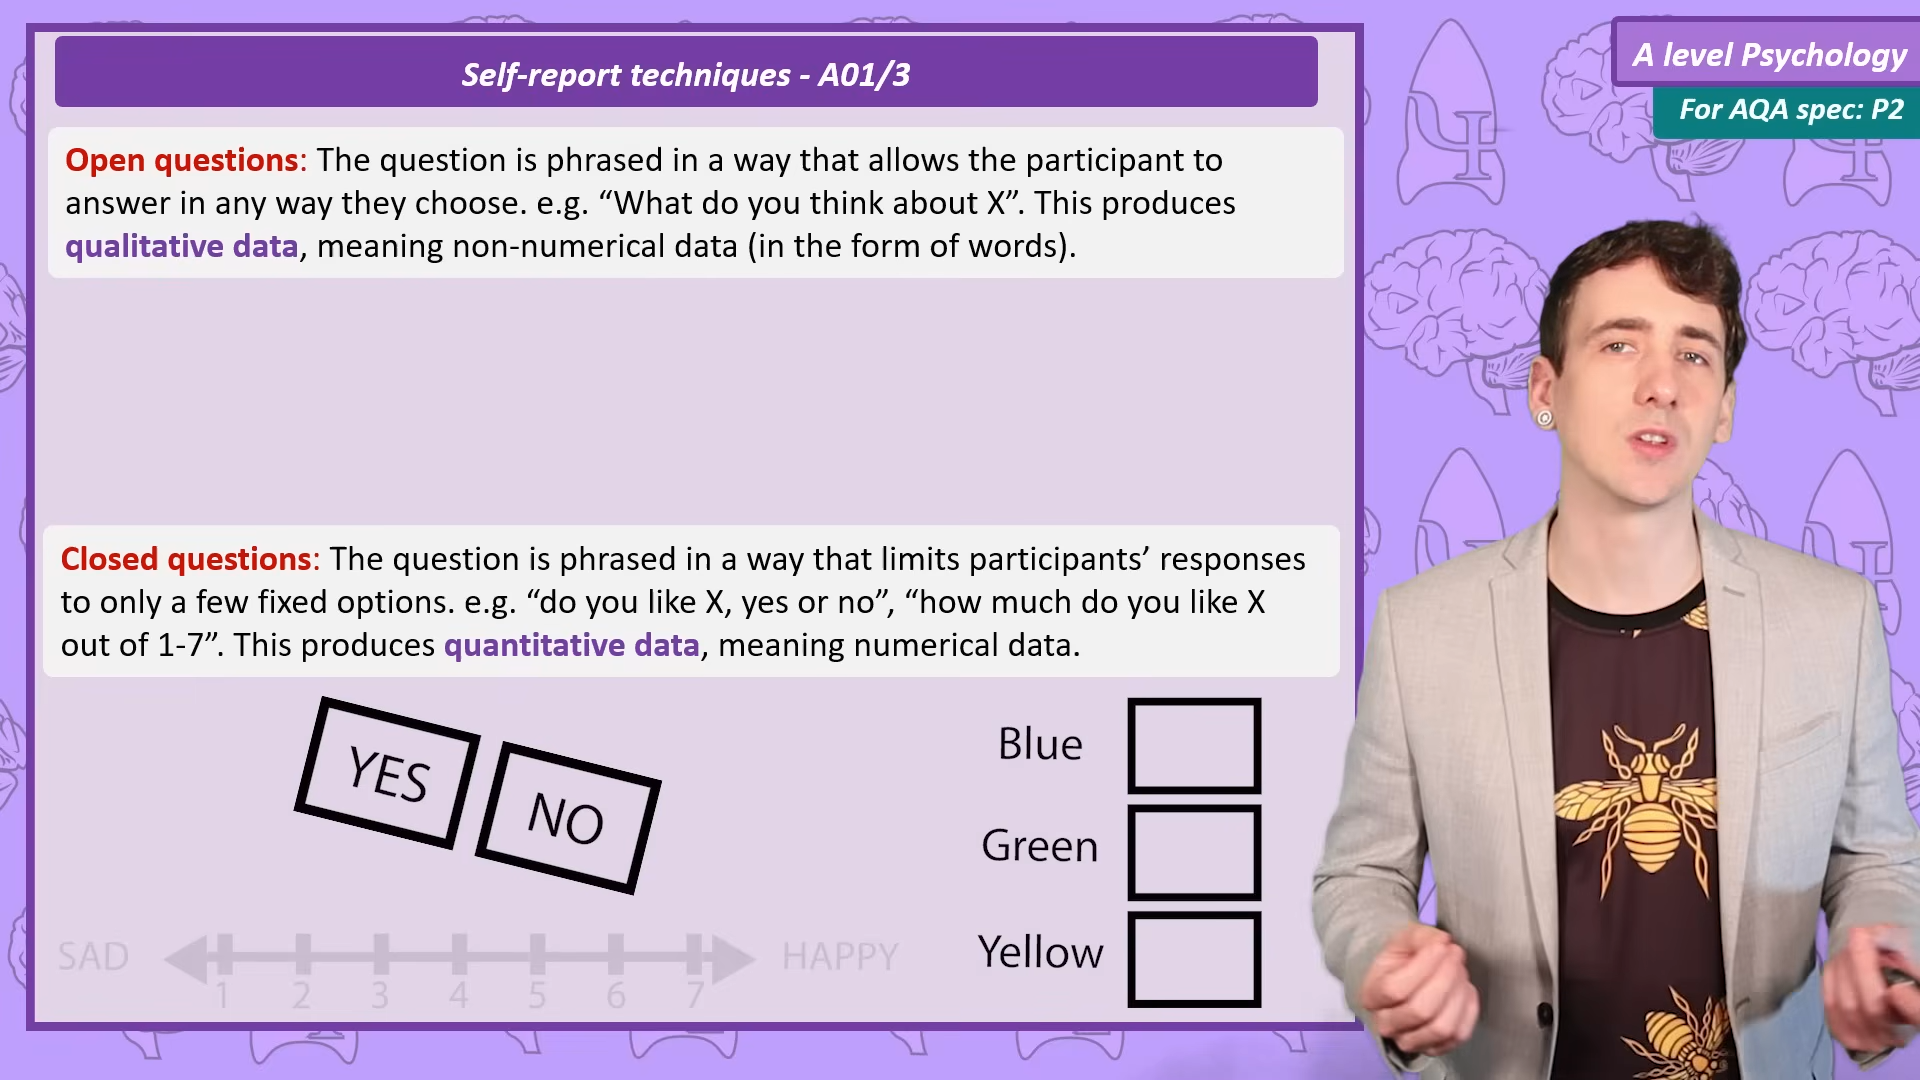 Self-report techniques - A01/3
A level Psychology
For AQA spec: P2
Open questions: The question is phrased in a way that allows the participant to
answer in any way they choose. e.g. “What do you think about X”. This produces
qualitative data, meaning non-numerical data (in the form of words).
Closed questions: The question is phrased in a way that limits participants’ responses
to only a few fixed options. e.g. “do you like X, yes or no”, “how much do you like X
out of 1-7”. This produces quantitative data, meaning numerical data.
YES NO
Blue
Green
Yellow
SAD HAPPY
1 2 3 4 5 6 7